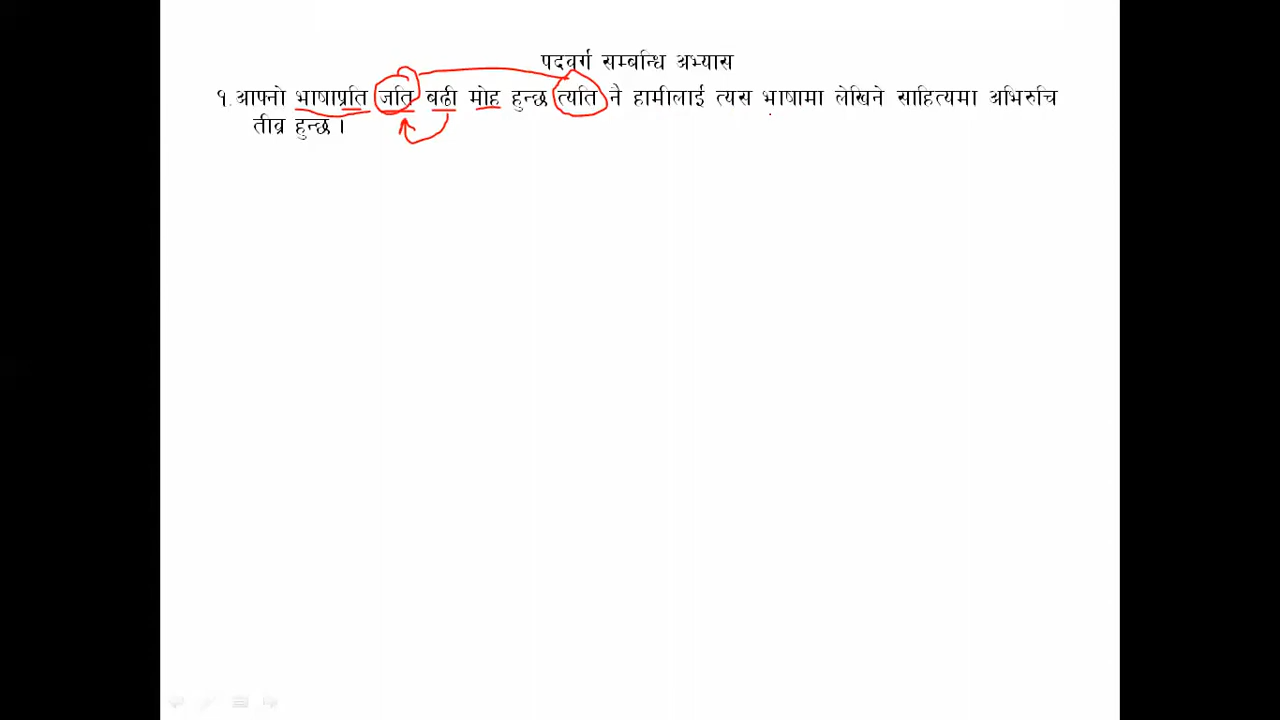 पदवर्ग सम्बन्धि अभ्यास
१. आफ्नो भाषाप्रति जति बढी मोह हुन्छ त्यति नै हामीलाई त्यस भाषामा लेखिने साहित्यमा अभिरुचि
तीव्र हुन्छ ।